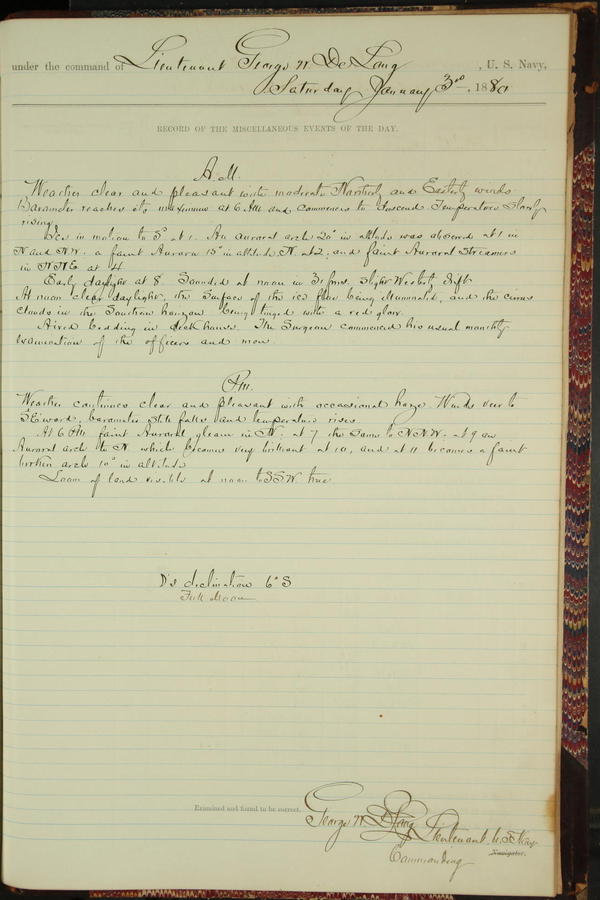 under the command of Lieutenant George W. De Long, U. S. Navy,
Saturday January 3rd, 1880
RECORD OF THE MISCELLANEOUS EVENTS OF THE DAY.
A.M.
Weather clear and pleasant with moderate Northerly and Easterly winds
Barometer reaches its maximum at 6 AM and commences to descend Temperature slowly
rising.
Ice in motion to at 1. An auroral arch 20° in altitude was observed at 1 in
N and NW: a faint Aurora 15° in altitude N. at 2; and faint Auroral Streamers
in NNE at 4
Early daylight at 8. Sounded at noon in 31 fms. slight Westerly drift
At noon clear daylight, the surface of the ice floes being illuminated, and the cirrus
clouds in the Southern horizon being tinged with a red glow.
Aired bedding in deck house. The Surgeon commenced his usual monthly
examination of the officers and men.
P.M.
Weather continues clear and pleasant with occasional haze. Winds veer to
SE'ward; barometer falls and temperature rises
At 6 PM faint Auroral gleam in N; at 7 the same to NNW. at 9 an
Auroral arch to N. which becomes very brilliant at 10, and at 11 becomes a faint
broken arch 10° in altitude
Loom of land visible at noon to SSW true
D's declination 6° S
Full Moon
Examined and found to be correct.
George W. De Long Lieutenant U.S. Navy
Navigator.
Commanding